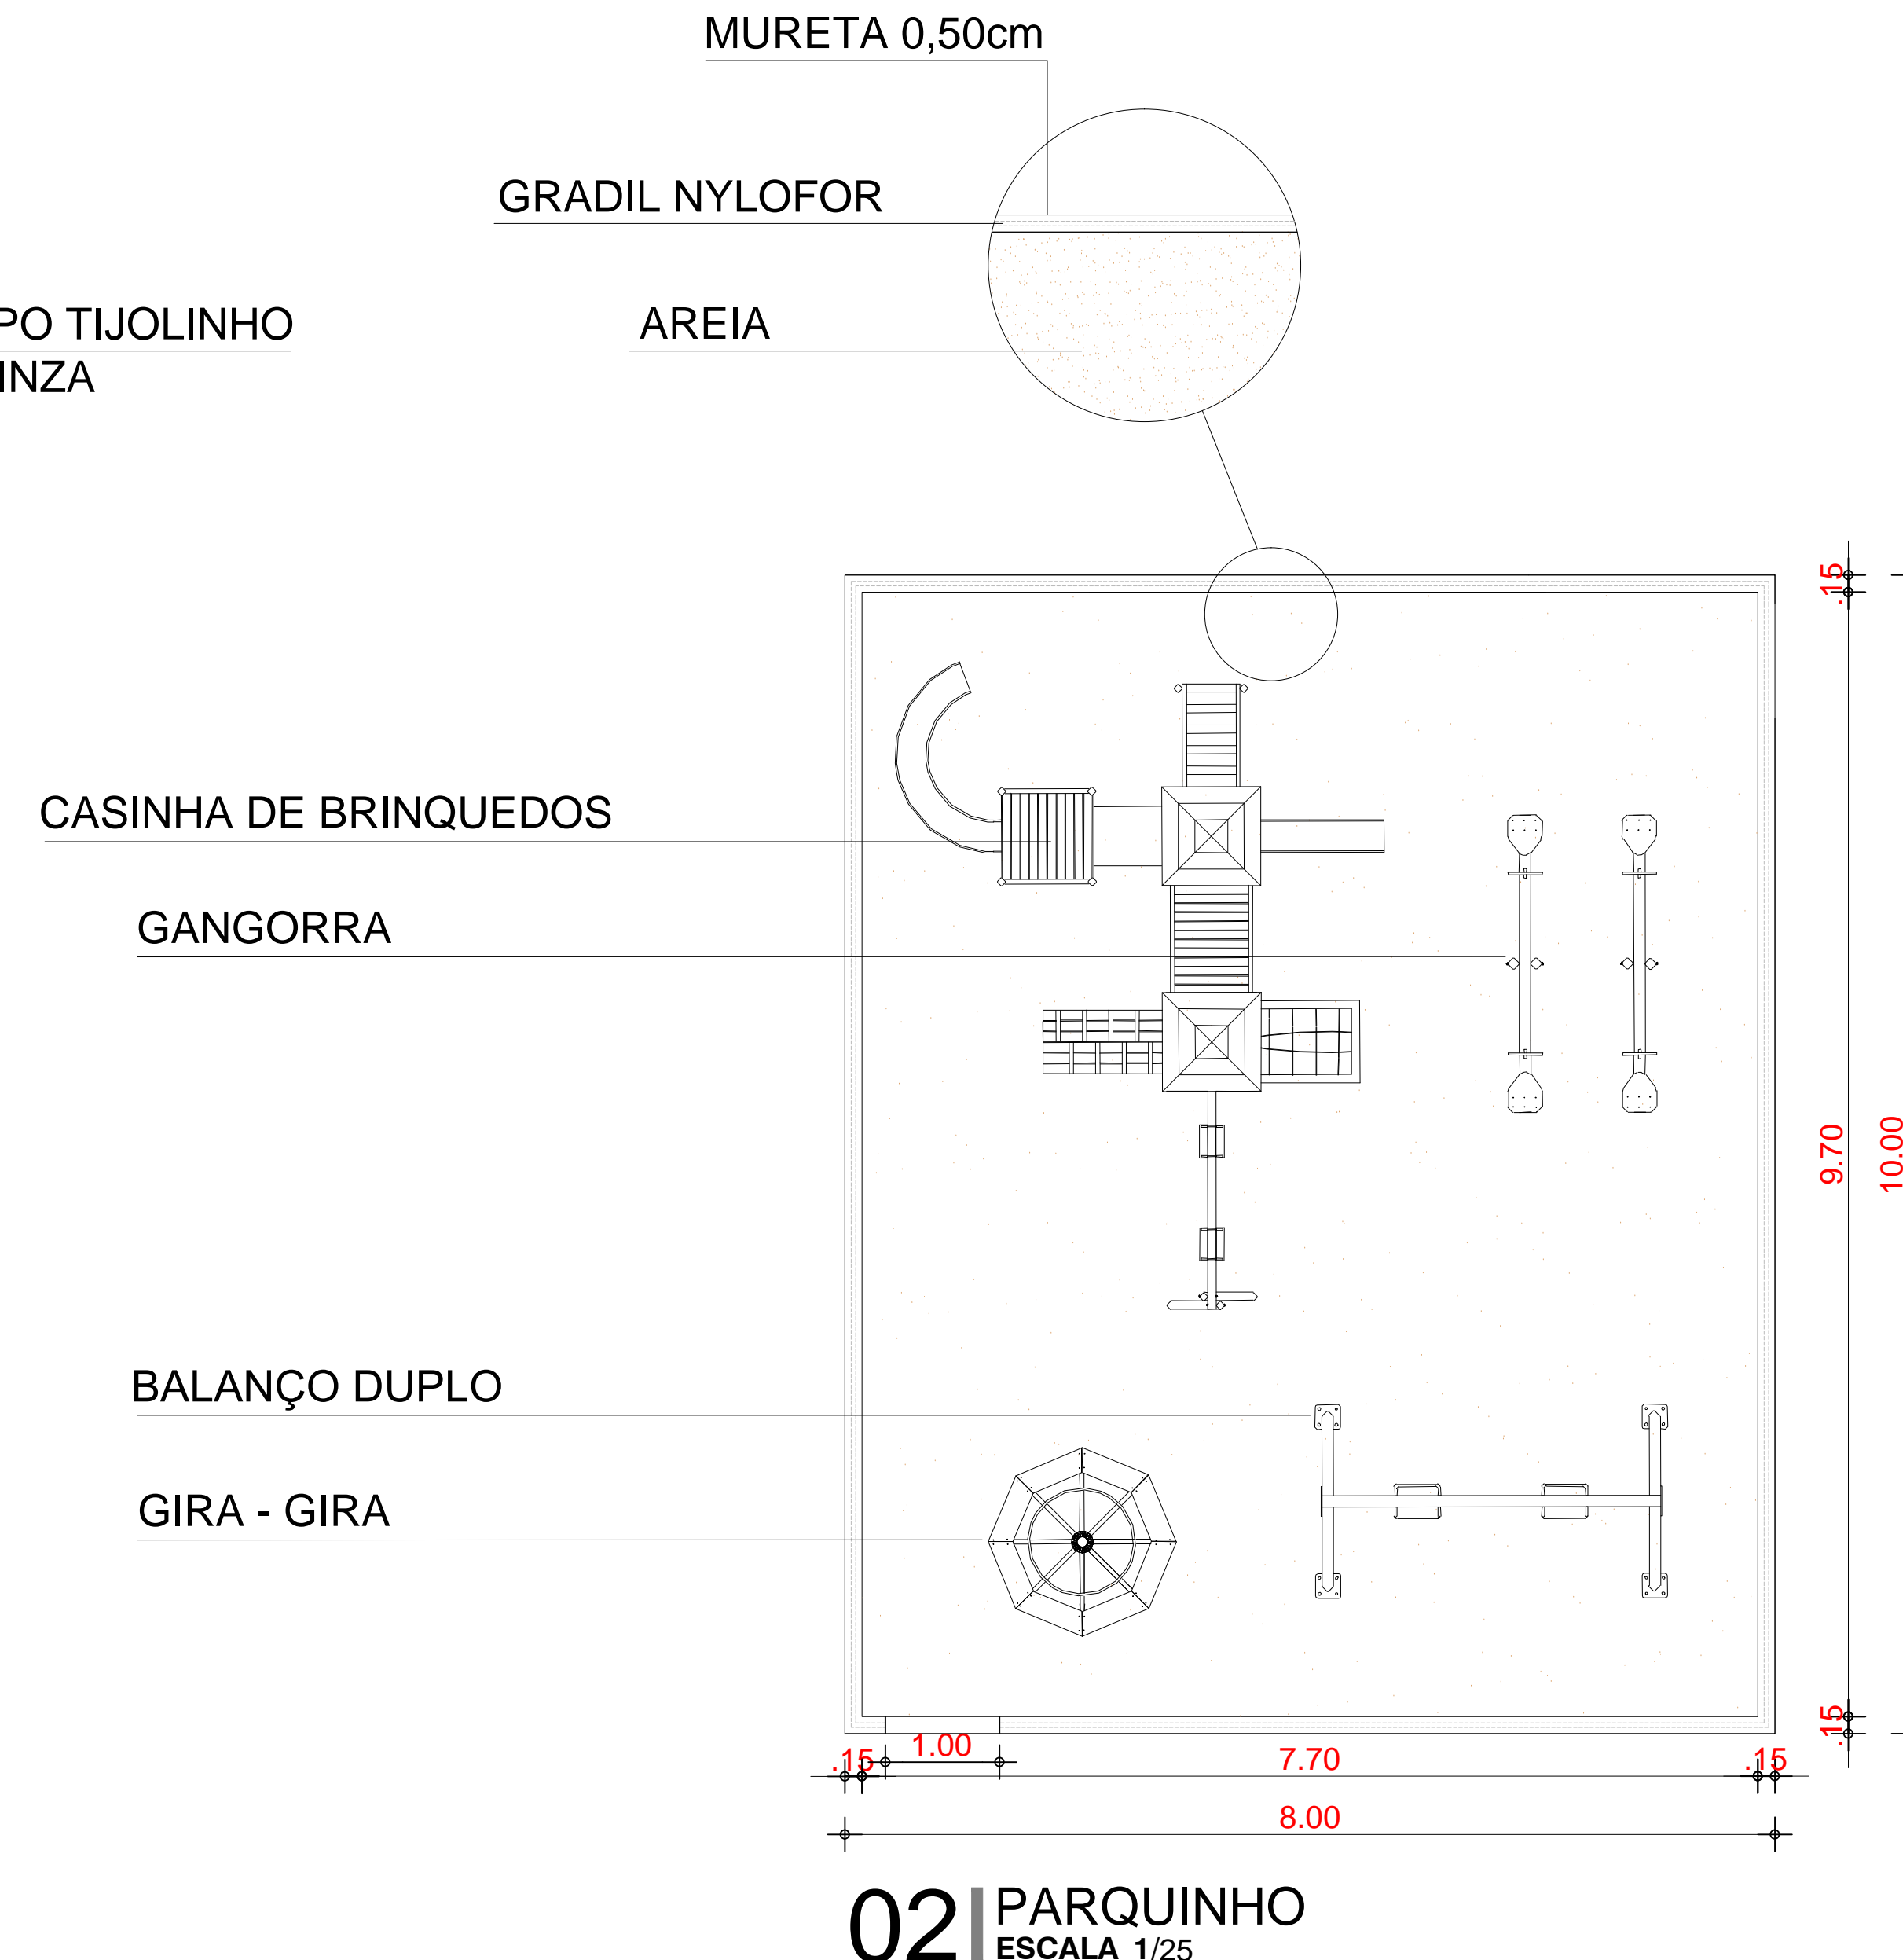 MURETA 0,50cm
GRADIL NYLOFOR
PO TIJOLINHO
INZA
AREIA
.15
CASINHA DE BRINQUEDOS
GANGORRA
9.70
10.00
BALANÇO DUPLO
GIRA - GIRA
.15
.15
1.00
7.70
.15
8.00
02
PARQUINHO
ESCALA 1/25